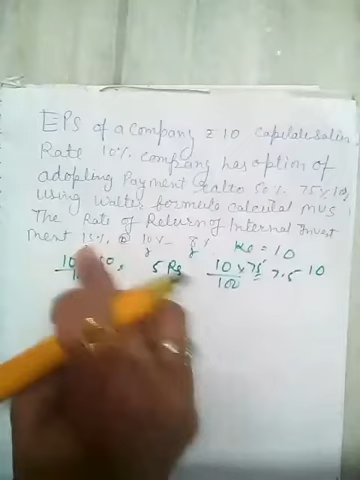 EPS of a company ₹ 10 Capitalisation
Rate 10% company has option of
adopting Payment ratio 50% 75% 100
using Walter formula calculate MVS
The Rate of Return of Internal Invest
ment 15% @ 10% 8%
Ke = 10
5 Rs 10 x 75 / 100 = 7.5 10